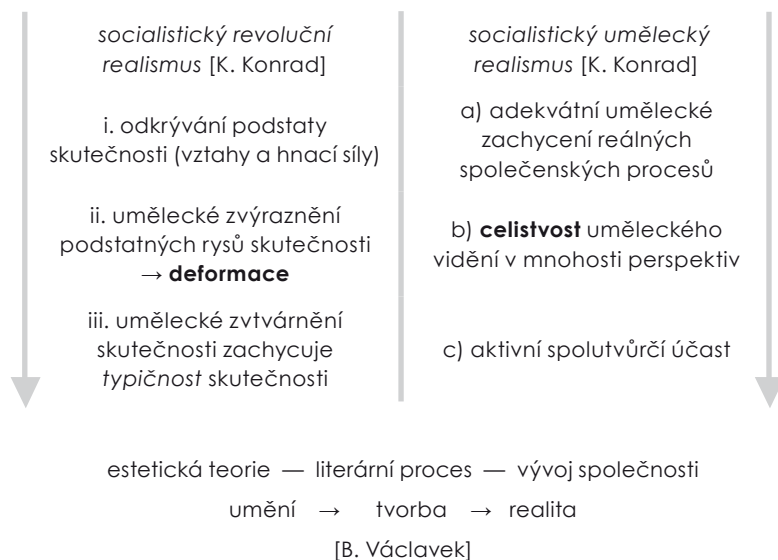 socialistický revoluční
realismus [K. Konrad]
i. odkrývání podstaty
skutečnosti (vztahy a hnací síly)
ii. umělecké zvýraznění
podstatných rysů skutečnosti
→ deformace
iii. umělecké zvtvárnění
skutečnosti zachycuje
typičnost skutečnosti
socialistický umělecký
realismus [K. Konrad]
a) adekvátní umělecké
zachycení reálných
společenských procesů
b) celistvost uměleckého
vidění v mnohosti perspektiv
c) aktivní spolutvůrčí účast
estetická teorie — literární proces — vývoj společnosti
umění → tvorba → realita
[B. Václavek]